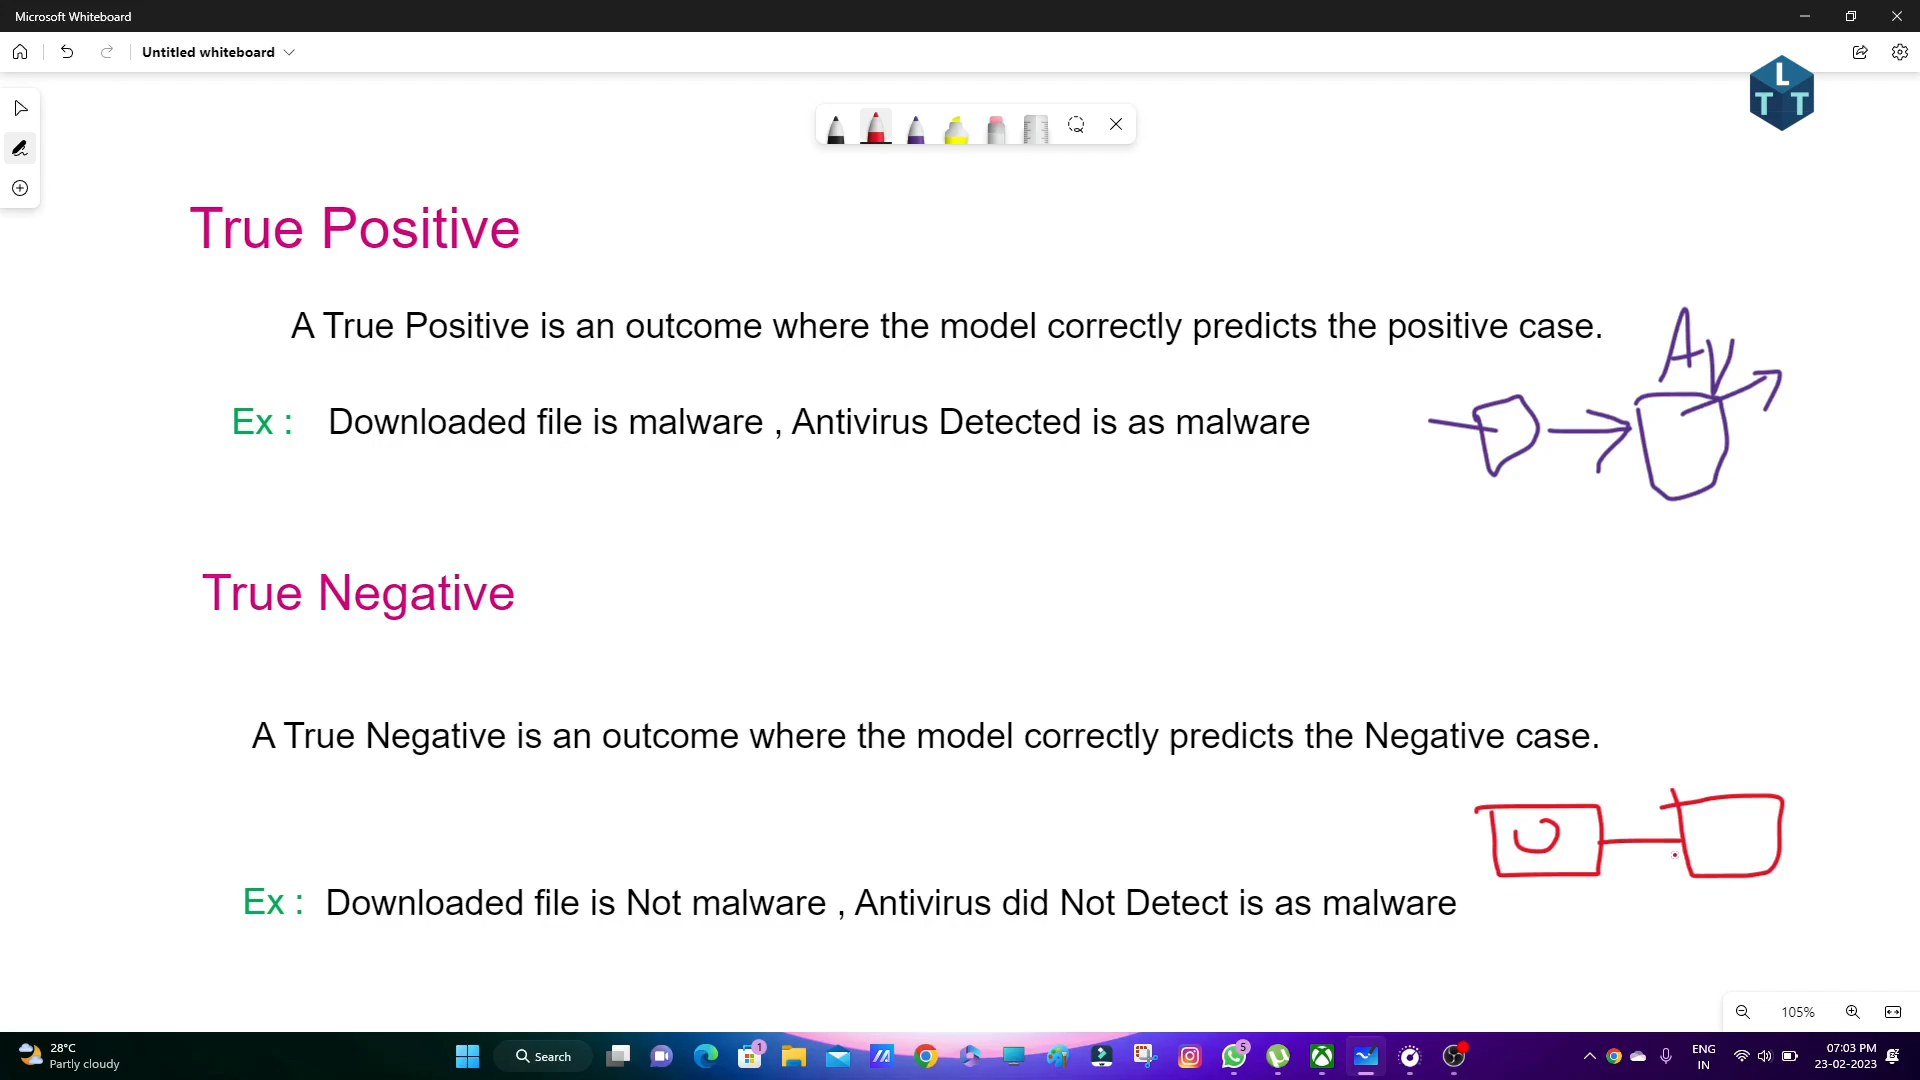 Microsoft Whiteboard
Untitled whiteboard
L
T T
True Positive
A True Positive is an outcome where the model correctly predicts the positive case.
AV
Ex : Downloaded file is malware , Antivirus Detected is as malware
True Negative
A True Negative is an outcome where the model correctly predicts the Negative case.
Ex : Downloaded file is Not malware , Antivirus did Not Detect is as malware
105%
28°C
Partly cloudy
Search
1
5
ENG
IN
07:03 PM
23-02-2023